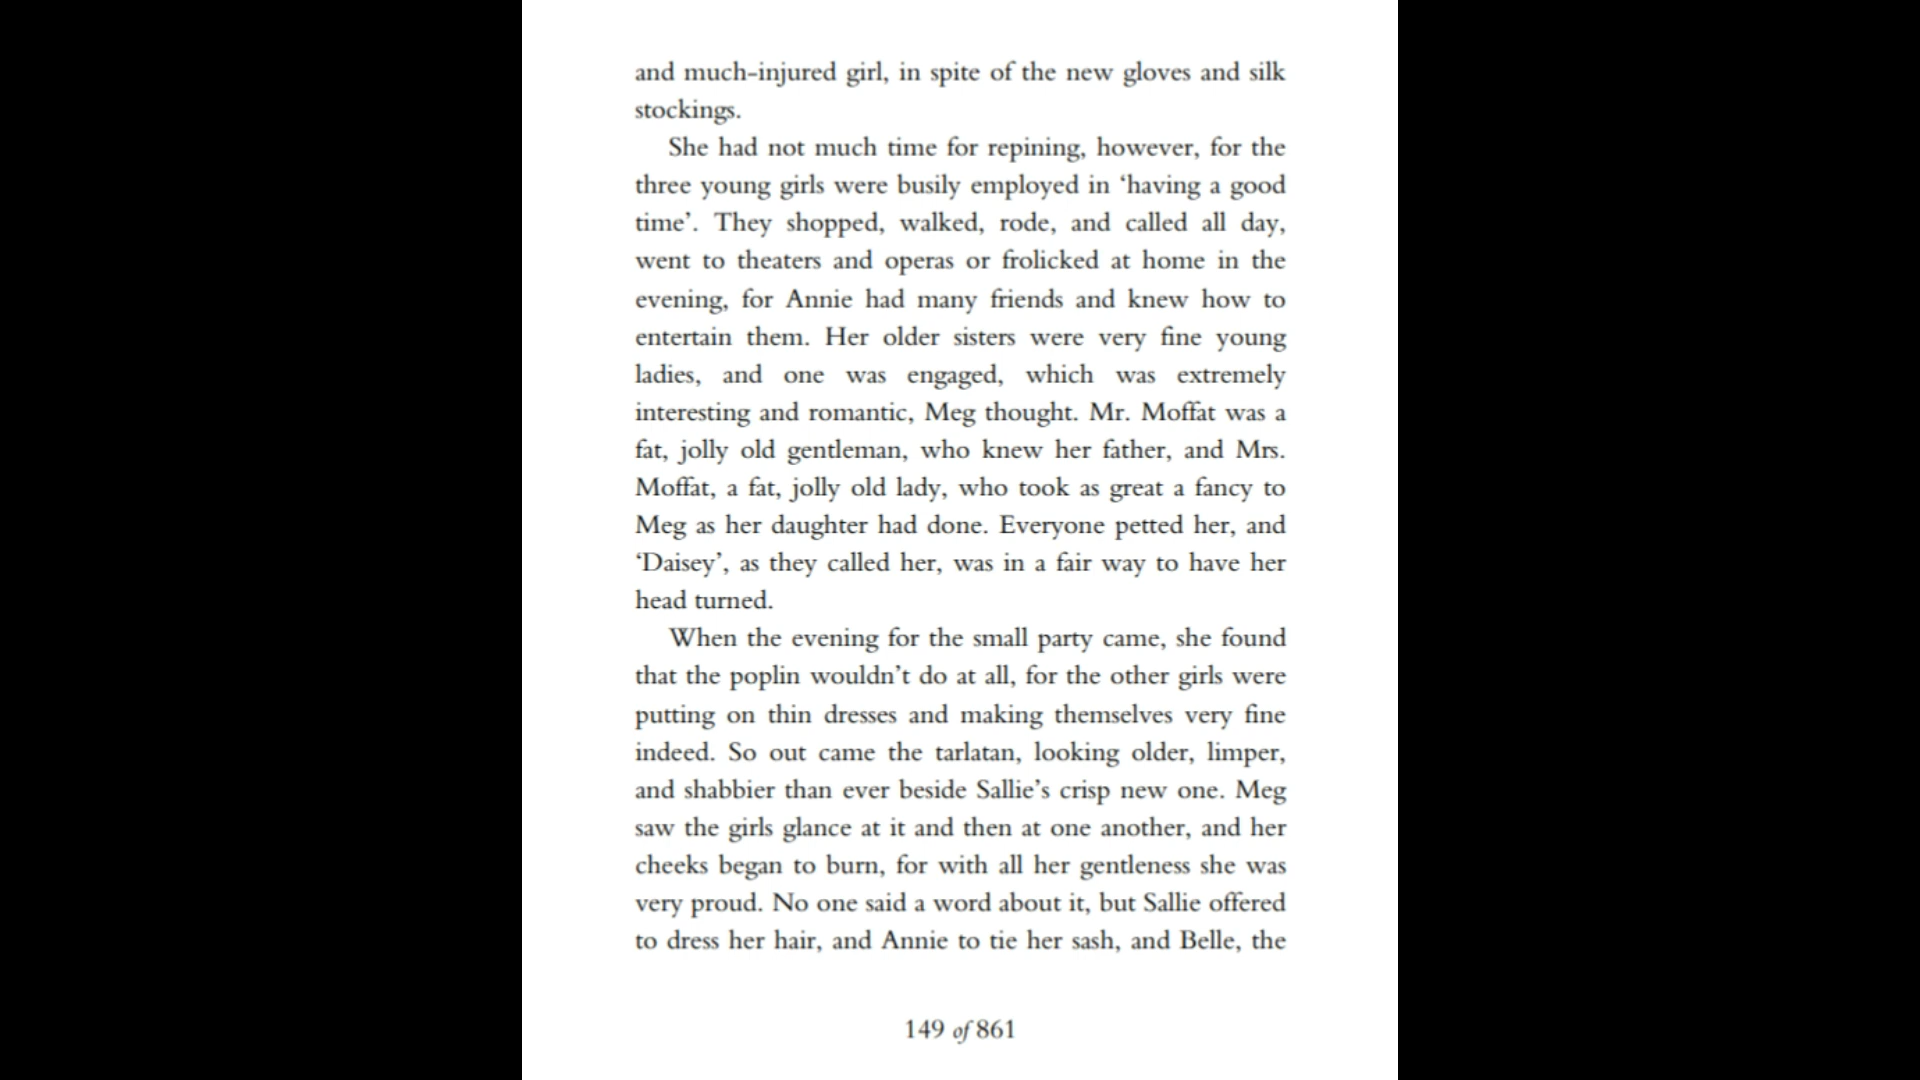 and much-injured girl, in spite of the new gloves and silk
stockings.
She had not much time for repining, however, for the
three young girls were busily employed in ‘having a good
time’. They shopped, walked, rode, and called all day,
went to theaters and operas or frolicked at home in the
evening, for Annie had many friends and knew how to
entertain them. Her older sisters were very fine young
ladies, and one was engaged, which was extremely
interesting and romantic, Meg thought. Mr. Moffat was a
fat, jolly old gentleman, who knew her father, and Mrs.
Moffat, a fat, jolly old lady, who took as great a fancy to
Meg as her daughter had done. Everyone petted her, and
‘Daisey’, as they called her, was in a fair way to have her
head turned.
When the evening for the small party came, she found
that the poplin wouldn’t do at all, for the other girls were
putting on thin dresses and making themselves very fine
indeed. So out came the tarlatan, looking older, limper,
and shabbier than ever beside Sallie’s crisp new one. Meg
saw the girls glance at it and then at one another, and her
cheeks began to burn, for with all her gentleness she was
very proud. No one said a word about it, but Sallie offered
to dress her hair, and Annie to tie her sash, and Belle, the
149 of 861